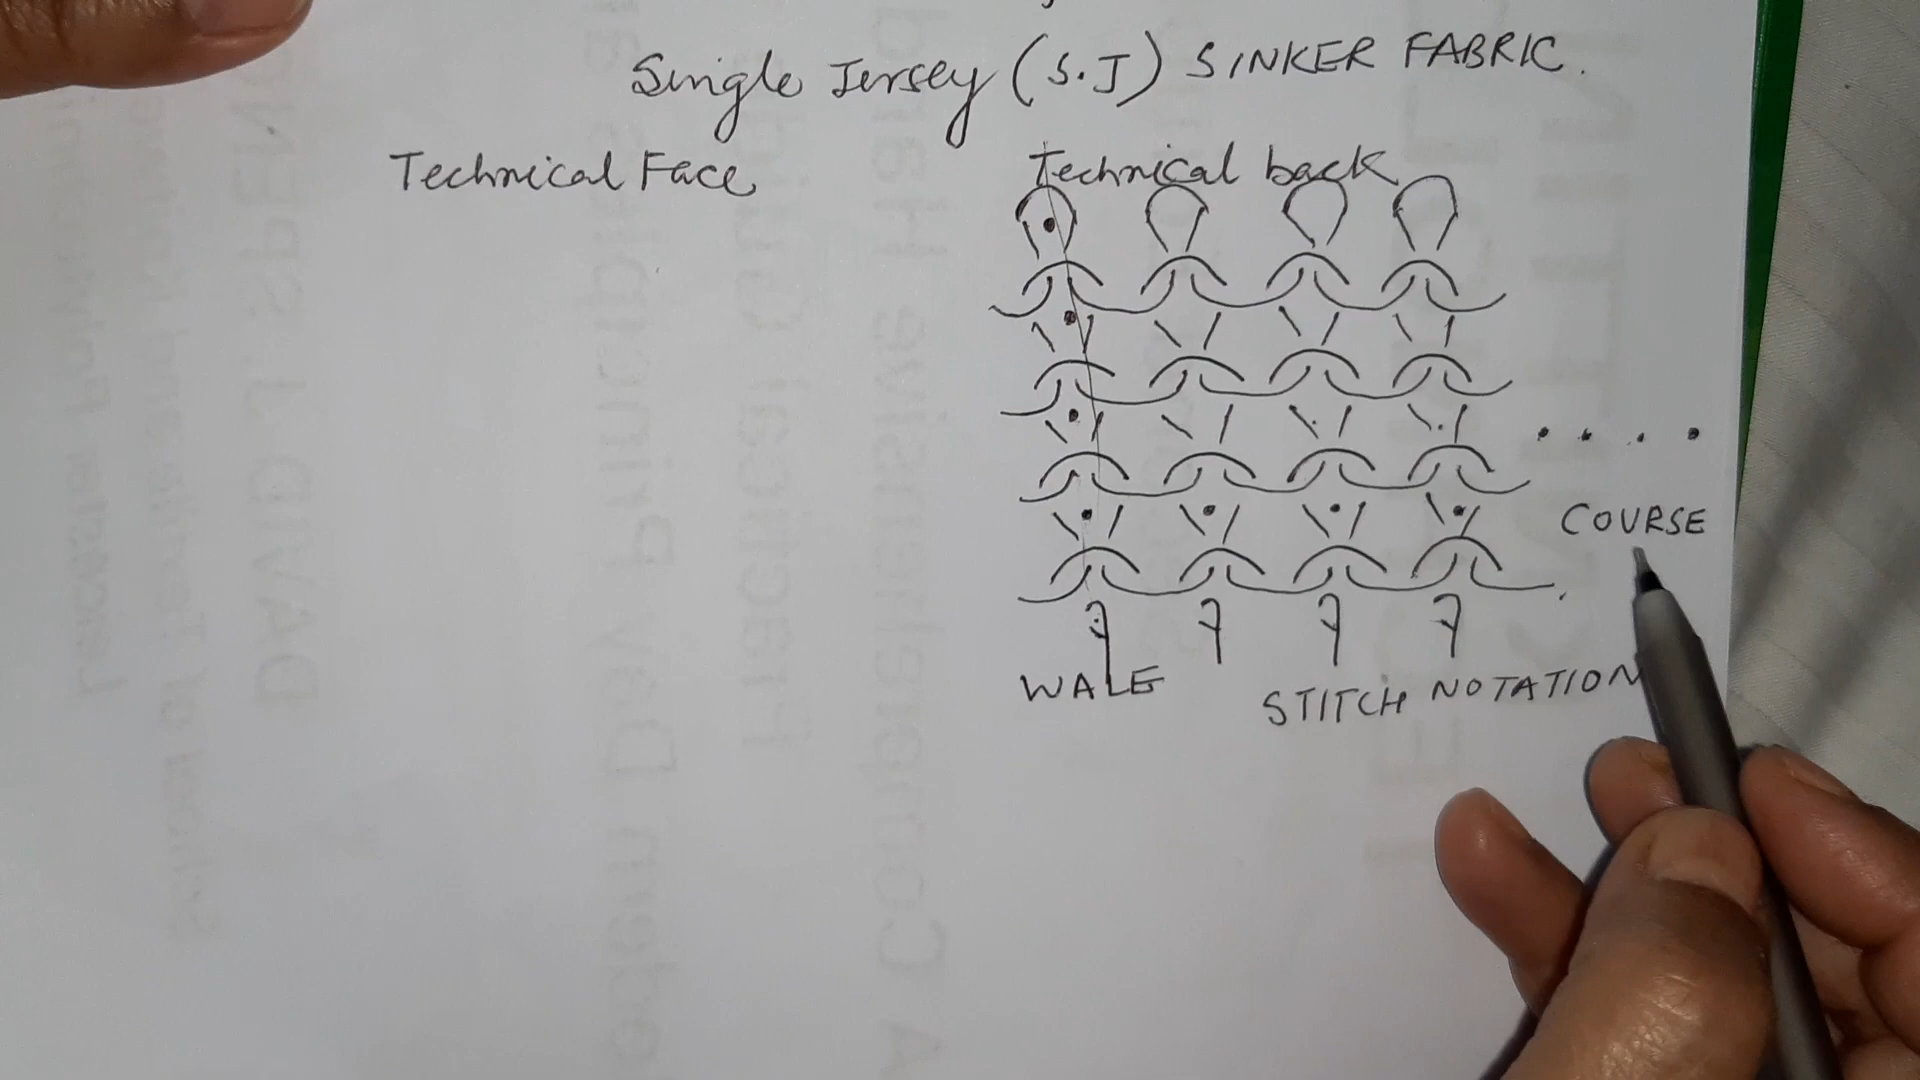 Single Jersey (S.J) SINKER FABRIC.
Technical Face
Technical back
COURSE
WALE
STITCH NOTATION